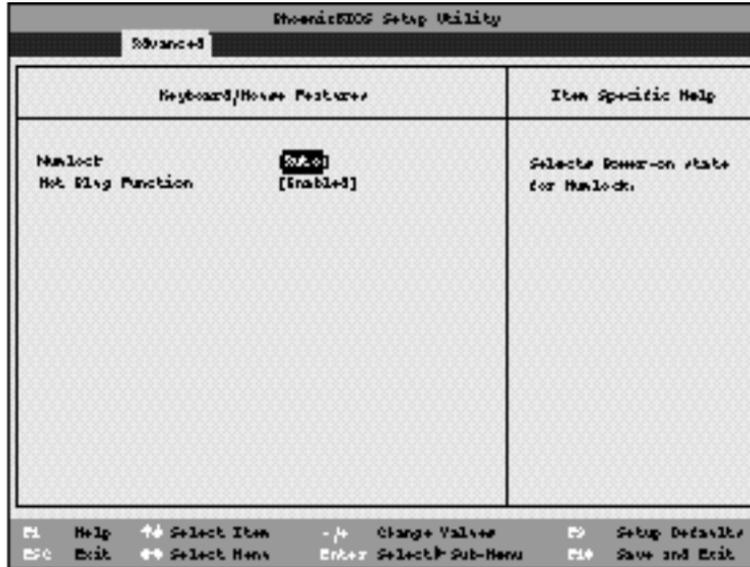 PhoenixBIOS Setup Utility
Advanced
Keyboard/Mouse Features
Item Specific Help
Numlock [Auto]
Hot Plug Function [Enabled]
Selects Power-on state
for Numlock.
F1 Help ↑↓ Select Item -/+ Change Values F9 Setup Defaults
ESC Exit ←→ Select Menu Enter Select ▶ Sub-Menu F10 Save and Exit